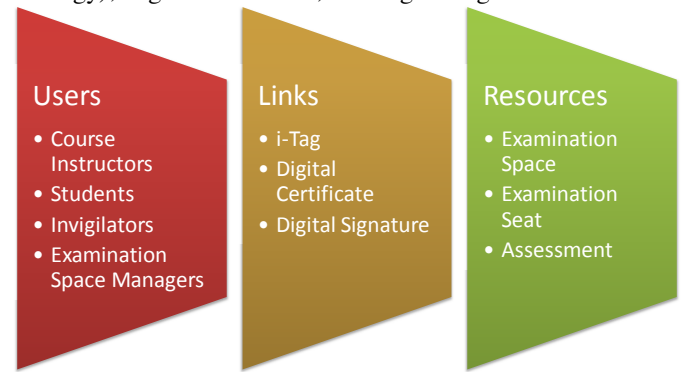 Users
• Course
Instructors
• Students
• Invigilators
• Examination
Space Managers
Links
• i-Tag
• Digital
Certificate
• Digital Signature
Resources
• Examination
Space
• Examination
Seat
• Assessment